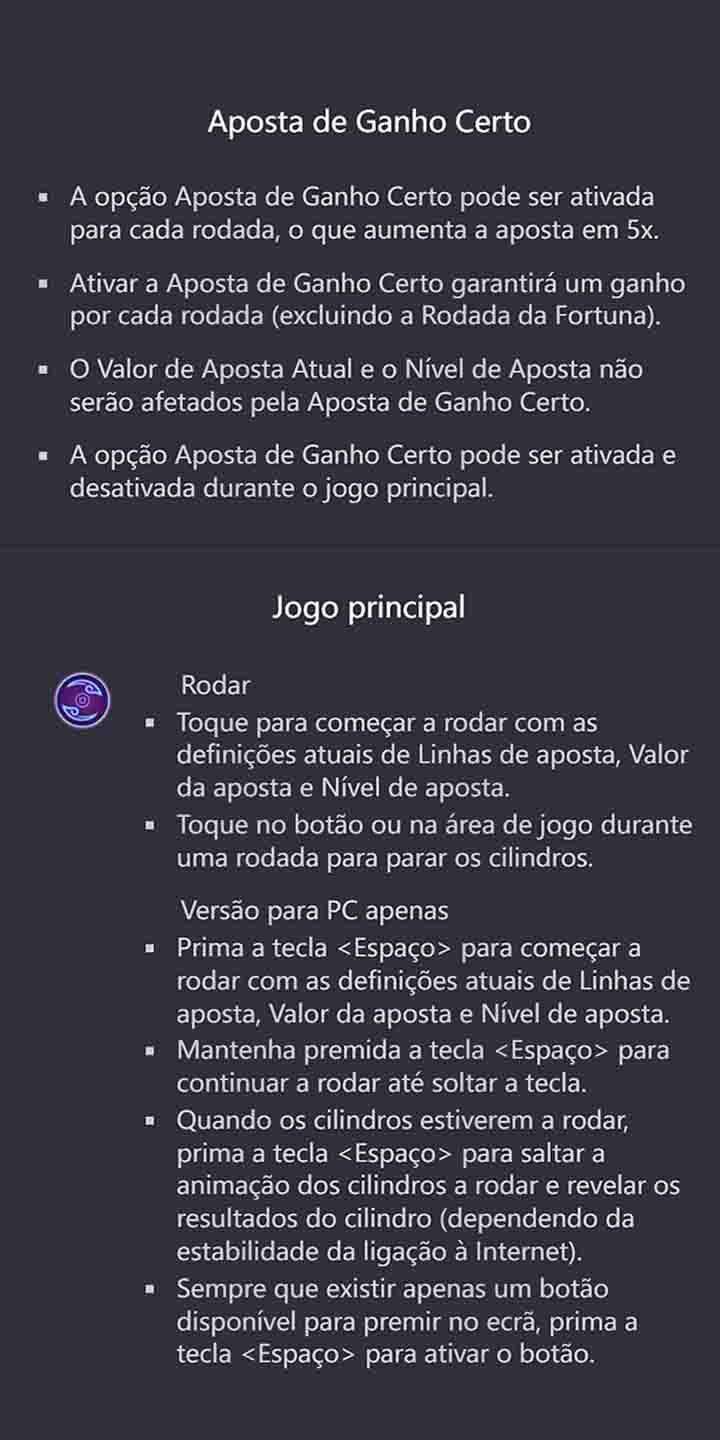 Aposta de Ganho Certo
▪ A opção Aposta de Ganho Certo pode ser ativada
para cada rodada, o que aumenta a aposta em 5x.
▪ Ativar a Aposta de Ganho Certo garantirá um ganho
por cada rodada (excluindo a Rodada da Fortuna).
▪ O Valor de Aposta Atual e o Nível de Aposta não
serão afetados pela Aposta de Ganho Certo.
▪ A opção Aposta de Ganho Certo pode ser ativada e
desativada durante o jogo principal.
Jogo principal
Rodar
▪ Toque para começar a rodar com as
definições atuais de Linhas de aposta, Valor
da aposta e Nível de aposta.
▪ Toque no botão ou na área de jogo durante
uma rodada para parar os cilindros.
Versão para PC apenas
▪ Prima a tecla <Espaço> para começar a
rodar com as definições atuais de Linhas de
aposta, Valor da aposta e Nível de aposta.
▪ Mantenha premida a tecla <Espaço> para
continuar a rodar até soltar a tecla.
▪ Quando os cilindros estiverem a rodar,
prima a tecla <Espaço> para saltar a
animação dos cilindros a rodar e revelar os
resultados do cilindro (dependendo da
estabilidade da ligação à Internet).
▪ Sempre que existir apenas um botão
disponível para premir no ecrã, prima a
tecla <Espaço> para ativar o botão.